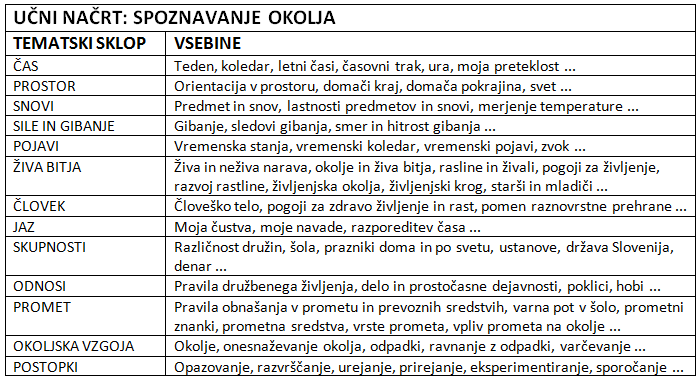 UČNI NAČRT: SPOZNAVANJE OKOLJA
TEMATSKI SKLOP VSEBINE
ČAS Teden, koledar, letni časi, časovni trak, ura, moja preteklost ...
PROSTOR Orientacija v prostoru, domači kraj, domača pokrajina, svet ...
SNOVI Predmet in snov, lastnosti predmetov in snovi, merjenje temperature ...
SILE IN GIBANJE Gibanje, sledovi gibanja, smer in hitrost gibanja ...
POJAVI Vremenska stanja, vremenski koledar, vremenski pojavi, zvok ...
ŽIVA BITJA Živa in neživa narava, okolje in živa bitja, rasline in živali, pogoji za življenje,
razvoj rastline, življenjska okolja, življenjski krog, starši in mladiči ...
ČLOVEK Človeško telo, pogoji za zdravo življenje in rast, pomen raznovrstne prehrane ...
JAZ Moja čustva, moje navade, razporeditev časa ...
SKUPNOSTI Različnost družin, šola, prazniki doma in po svetu, ustanove, država Slovenija,
denar ...
ODNOSI Pravila družbenega življenja, delo in prostočasne dejavnosti, poklici, hobi ...
PROMET Pravila obnašanja v prometu in prevoznih sredstvih, varna pot v šolo, prometni
znanki, prometna sredstva, vrste prometa, vpliv prometa na okolje ...
OKOLJSKA VZGOJA Okolje, onesnaževanje okolja, odpadki, ravnanje z odpadki, varčevanje ...
POSTOPKI Opazovanje, razvrščanje, urejanje, prirejanje, eksperimentiranje, sporočanje ...